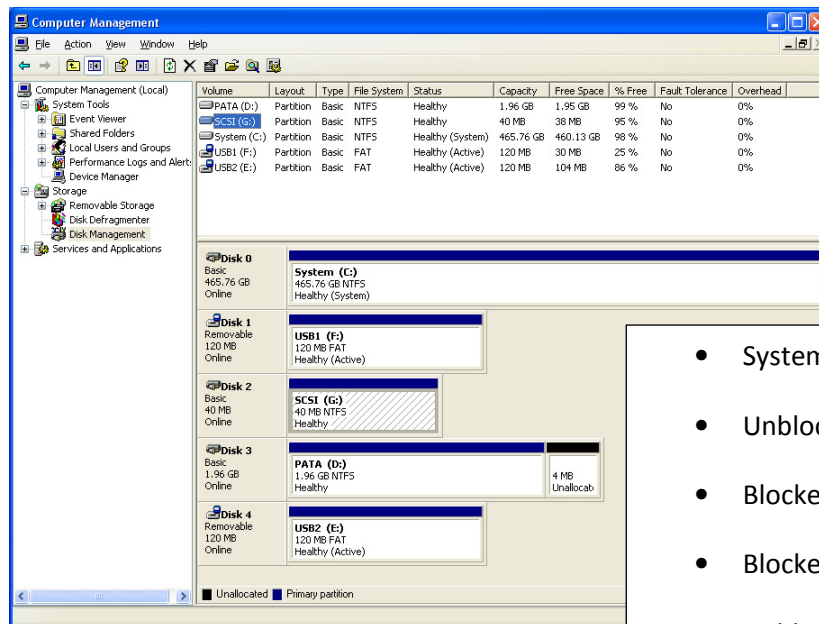 Computer Management
File Action View Window Help
Computer Management (Local)
System Tools
Event Viewer
Shared Folders
Local Users and Groups
Performance Logs and Alert
Device Manager
Storage
Removable Storage
Disk Defragmenter
Disk Management
Services and Applications
Volume Layout Type File System Status Capacity Free Space % Free Fault Tolerance Overhead
PATA (D:) Partition Basic NTFS Healthy 1.96 GB 1.95 GB 99 % No 0%
SCSI (G:) Partition Basic NTFS Healthy 40 MB 38 MB 95 % No 0%
System (C:) Partition Basic NTFS Healthy (System) 465.76 GB 460.13 GB 98 % No 0%
USB1 (F:) Partition Basic FAT Healthy (Active) 120 MB 30 MB 25 % No 0%
USB2 (E:) Partition Basic FAT Healthy (Active) 120 MB 104 MB 86 % No 0%
Disk 0
Basic
465.76 GB
Online
System (C:)
465.76 GB NTFS
Healthy (System)
Disk 1
Removable
120 MB
Online
USB1 (F:)
120 MB FAT
Healthy (Active)
Disk 2
Basic
40 MB
Online
SCSI (G:)
40 MB NTFS
Healthy
Disk 3
Basic
1.96 GB
Online
PATA (D:)
1.96 GB NTFS
Healthy
4 MB
Unallocat
Disk 4
Removable
120 MB
Online
USB2 (E:)
120 MB FAT
Healthy (Active)
Unallocated Primary partition
• System
• Unbloc
• Blocke
• Blocke